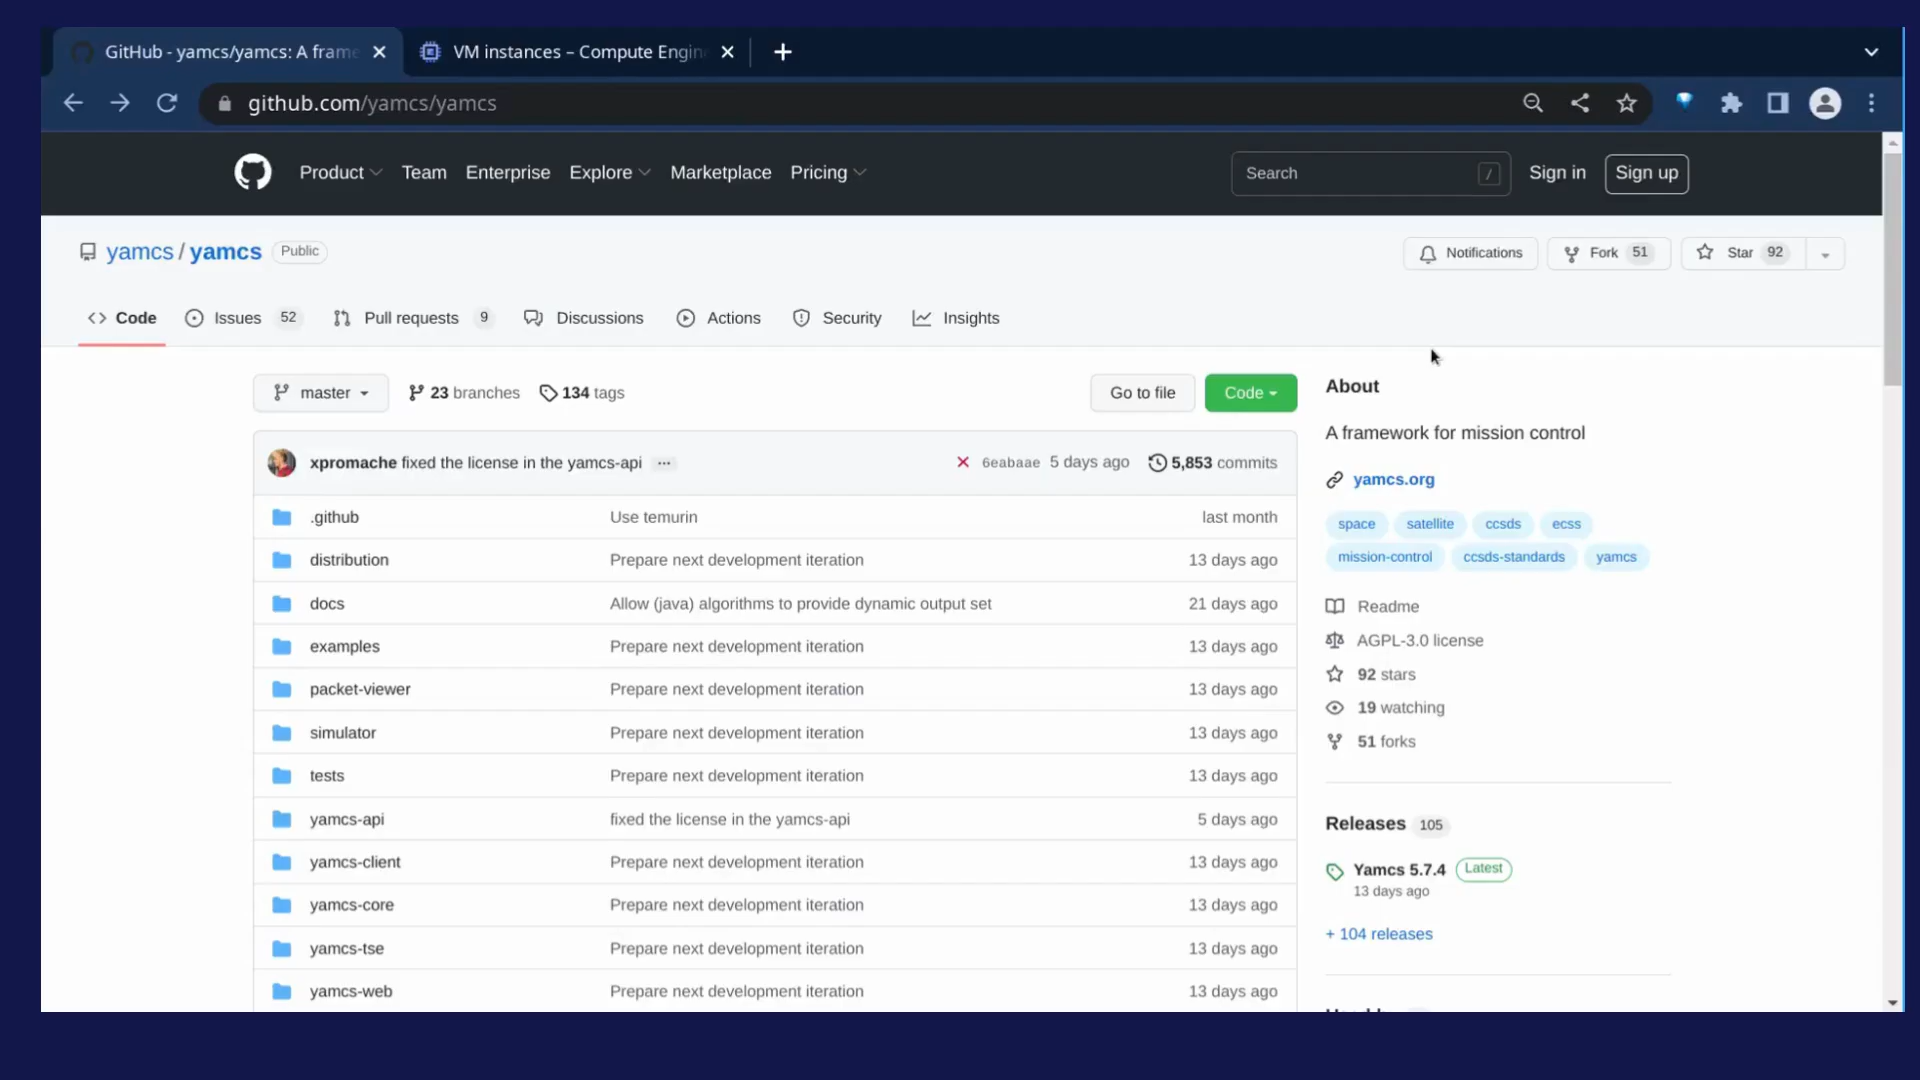 GitHub - yamcs/yamcs: A frame
VM instances – Compute Engin
github.com/yamcs/yamcs
Product Team Enterprise Explore Marketplace Pricing Search / Sign in Sign up
yamcs / yamcs Public Notifications Fork 51 Star 92
Code Issues 52 Pull requests 9 Discussions Actions Security Insights
master 23 branches 134 tags Go to file Code
xpromache fixed the license in the yamcs-api ... 6eabaae 5 days ago 5,853 commits
.github Use temurin last month
distribution Prepare next development iteration 13 days ago
docs Allow (java) algorithms to provide dynamic output set 21 days ago
examples Prepare next development iteration 13 days ago
packet-viewer Prepare next development iteration 13 days ago
simulator Prepare next development iteration 13 days ago
tests Prepare next development iteration 13 days ago
yamcs-api fixed the license in the yamcs-api 5 days ago
yamcs-client Prepare next development iteration 13 days ago
yamcs-core Prepare next development iteration 13 days ago
yamcs-tse Prepare next development iteration 13 days ago
yamcs-web Prepare next development iteration 13 days ago
About
A framework for mission control
yamcs.org
space satellite ccsds ecss
mission-control ccsds-standards yamcs
Readme
AGPL-3.0 license
92 stars
19 watching
51 forks
Releases 105
Yamcs 5.7.4 Latest
13 days ago
+ 104 releases